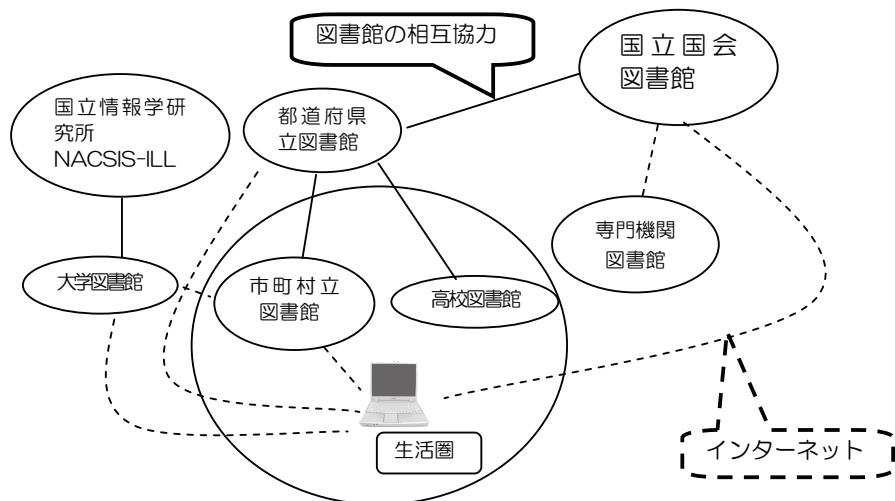 図書館の相互協力
国立国会
図書館
国立情報学研
究所
NACSIS-ILL
都道府県
立図書館
専門機関
図書館
大学図書館
市町村立
図書館
高校図書館
生活圏
インターネット